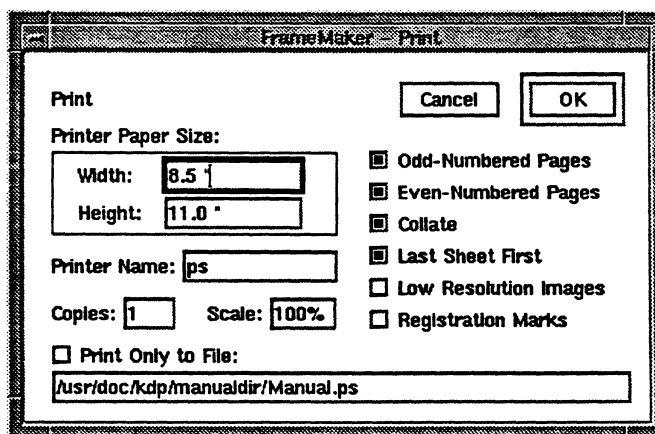 FrameMaker - Print
Print
Cancel
OK
Printer Paper Size:
Width: 8.5 "
Height: 11.0 "
Printer Name: ps
Copies: 1 Scale: 100%
Odd-Numbered Pages
Even-Numbered Pages
Collate
Last Sheet First
Low Resolution Images
Registration Marks
Print Only to File:
/usr/doc/kdp/manualdir/Manual.ps